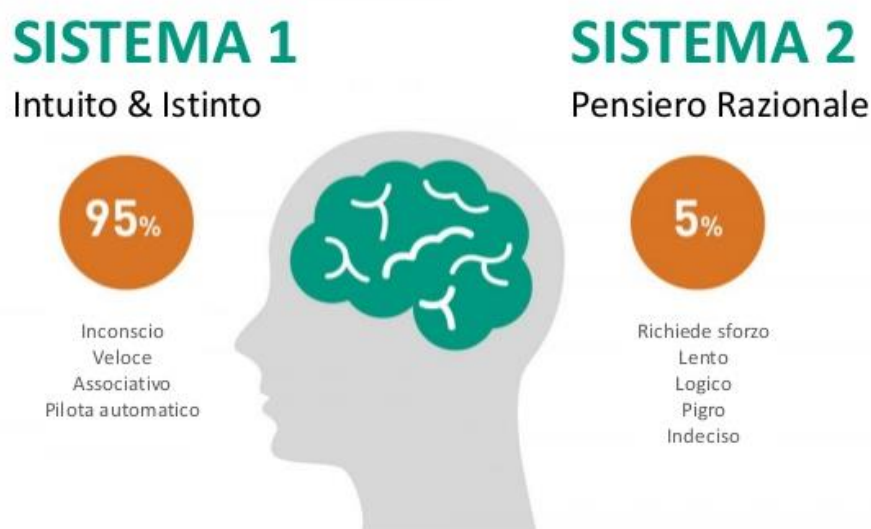 SISTEMA 1
Intuito & Istinto
95%
Inconscio
Veloce
Associativo
Pilota automatico
SISTEMA 2
Pensiero Razionale
5%
Richiede sforzo
Lento
Logico
Pigro
Indeciso